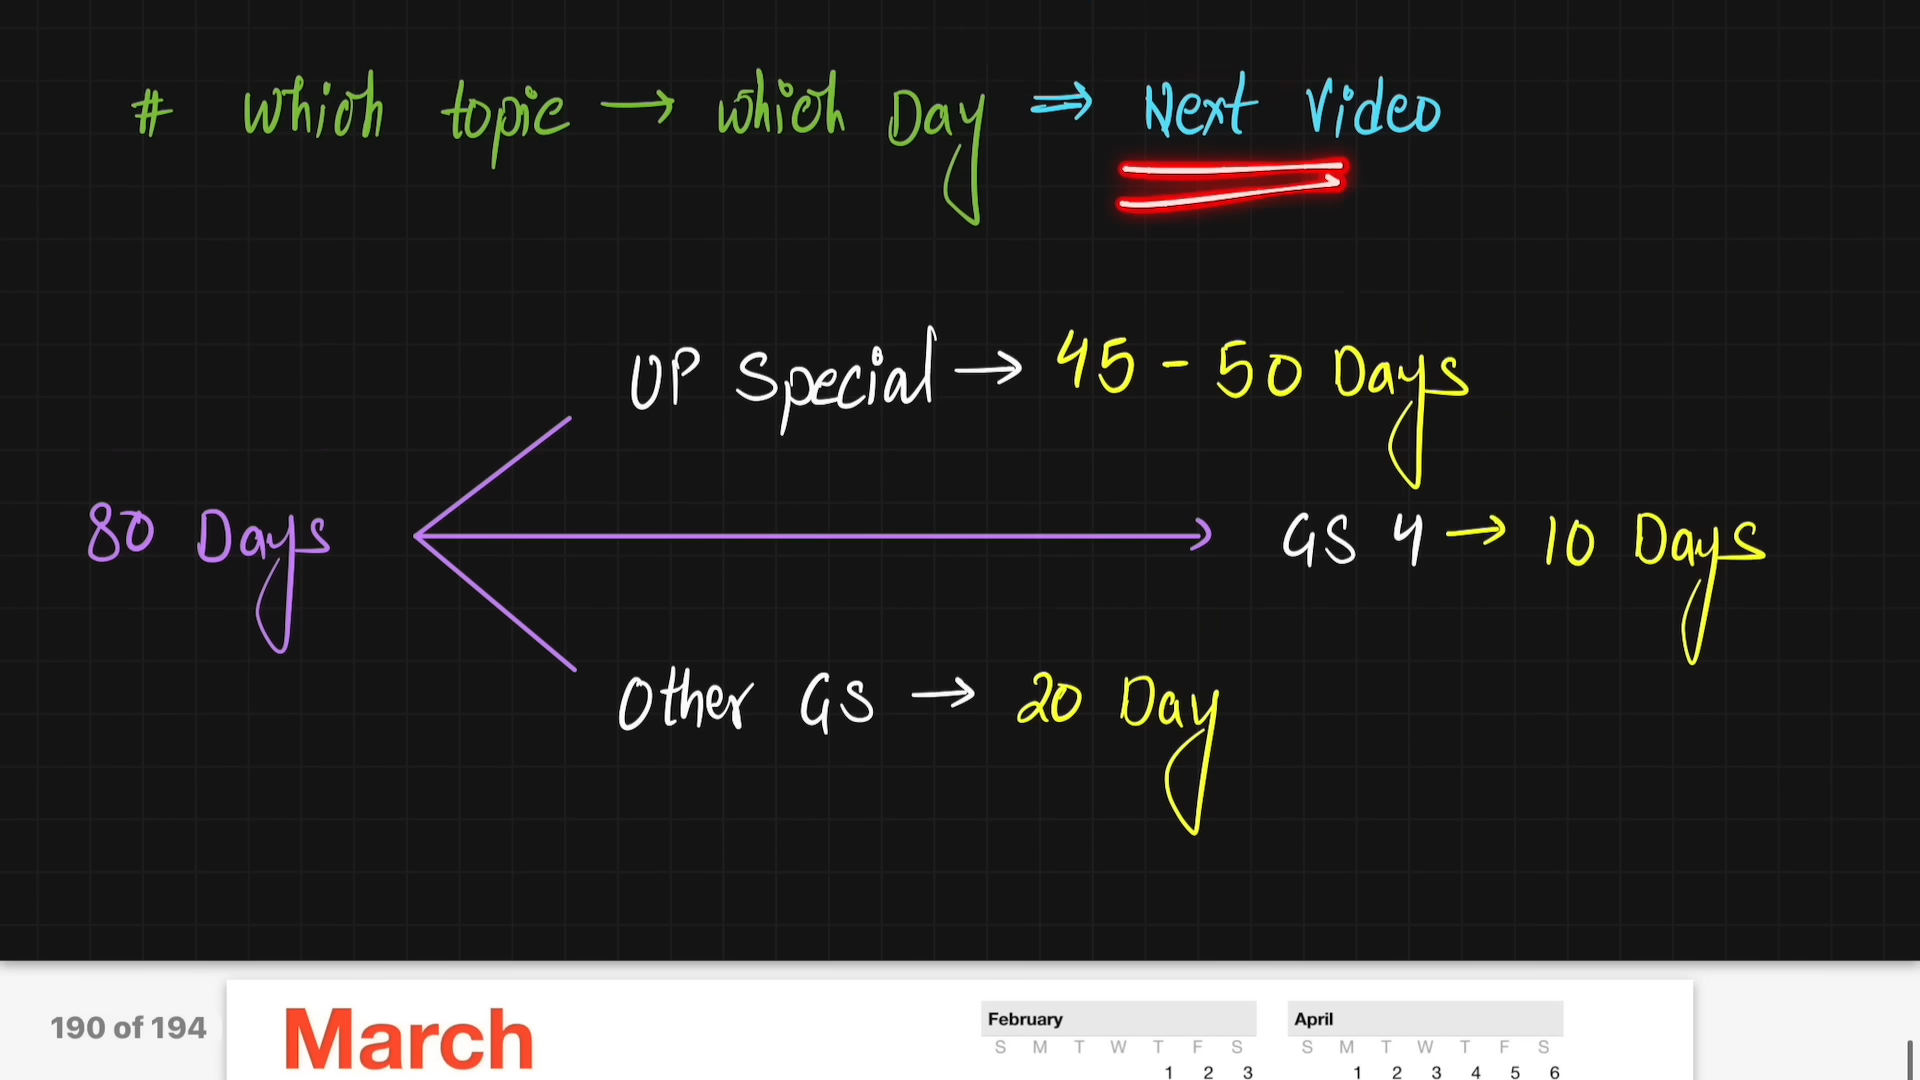 # which topic → which Day ⇒ Next Video
UP Special → 45 - 50 Days
80 Days
GS 4 → 10 Days
Other GS → 20 Day
190 of 194
March
February
S M T W T F S
1 2 3
April
S M T W T F S
1 2 3 4 5 6